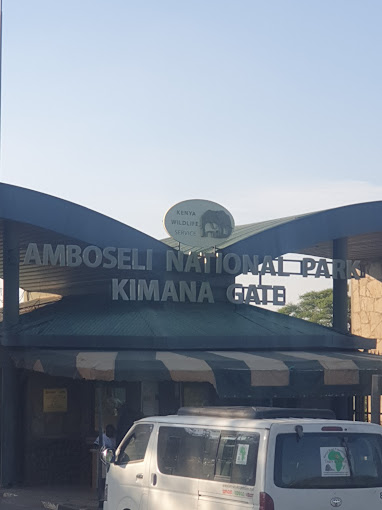 KENYA
WILDLIFE
SERVICE
AMBOSELI NATIONAL PARK
KIMANA GATE